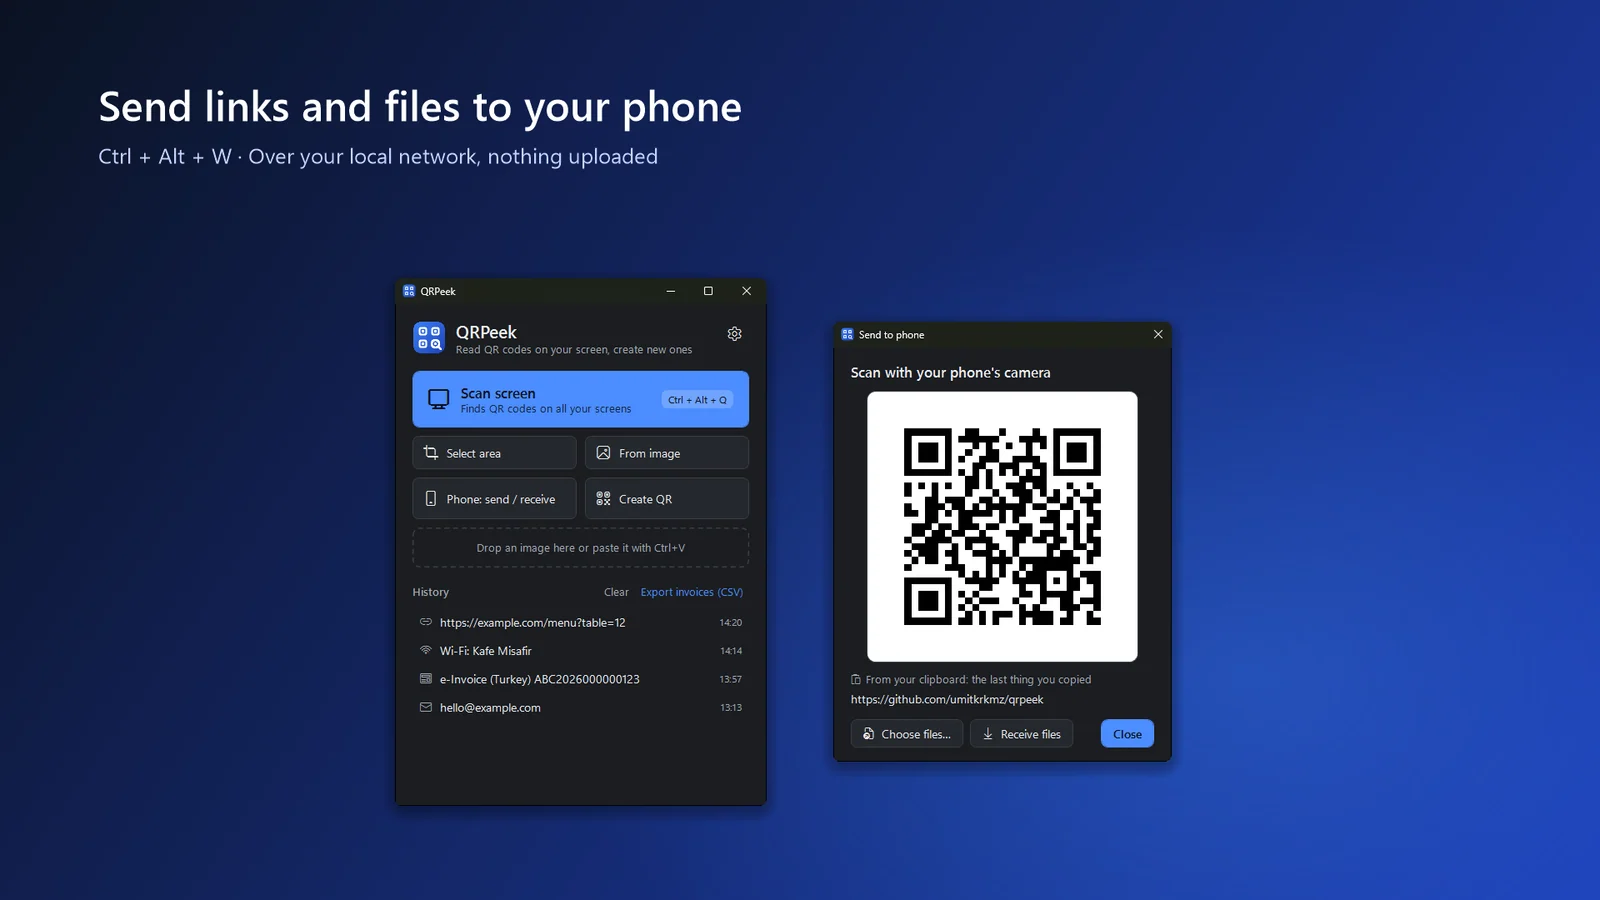 Send links and files to your phone
Ctrl + Alt + W · Over your local network, nothing uploaded
QRPeek
QRPeek
Read QR codes on your screen, create new ones
Scan screen
Finds QR codes on all your screens
Ctrl + Alt + Q
Select area
From image
Phone: send / receive
Create QR
Drop an image here or paste it with Ctrl+V
History
Clear
Export invoices (CSV)
https://example.com/menu?table=12
14:20
Wi-Fi: Kafe Misafir
14:14
e-Invoice (Turkey) ABC2026000000123
13:57
hello@example.com
13:13
Send to phone
Scan with your phone's camera
From your clipboard: the last thing you copied
https://github.com/umitkrkmz/qrpeek
Choose files...
Receive files
Close